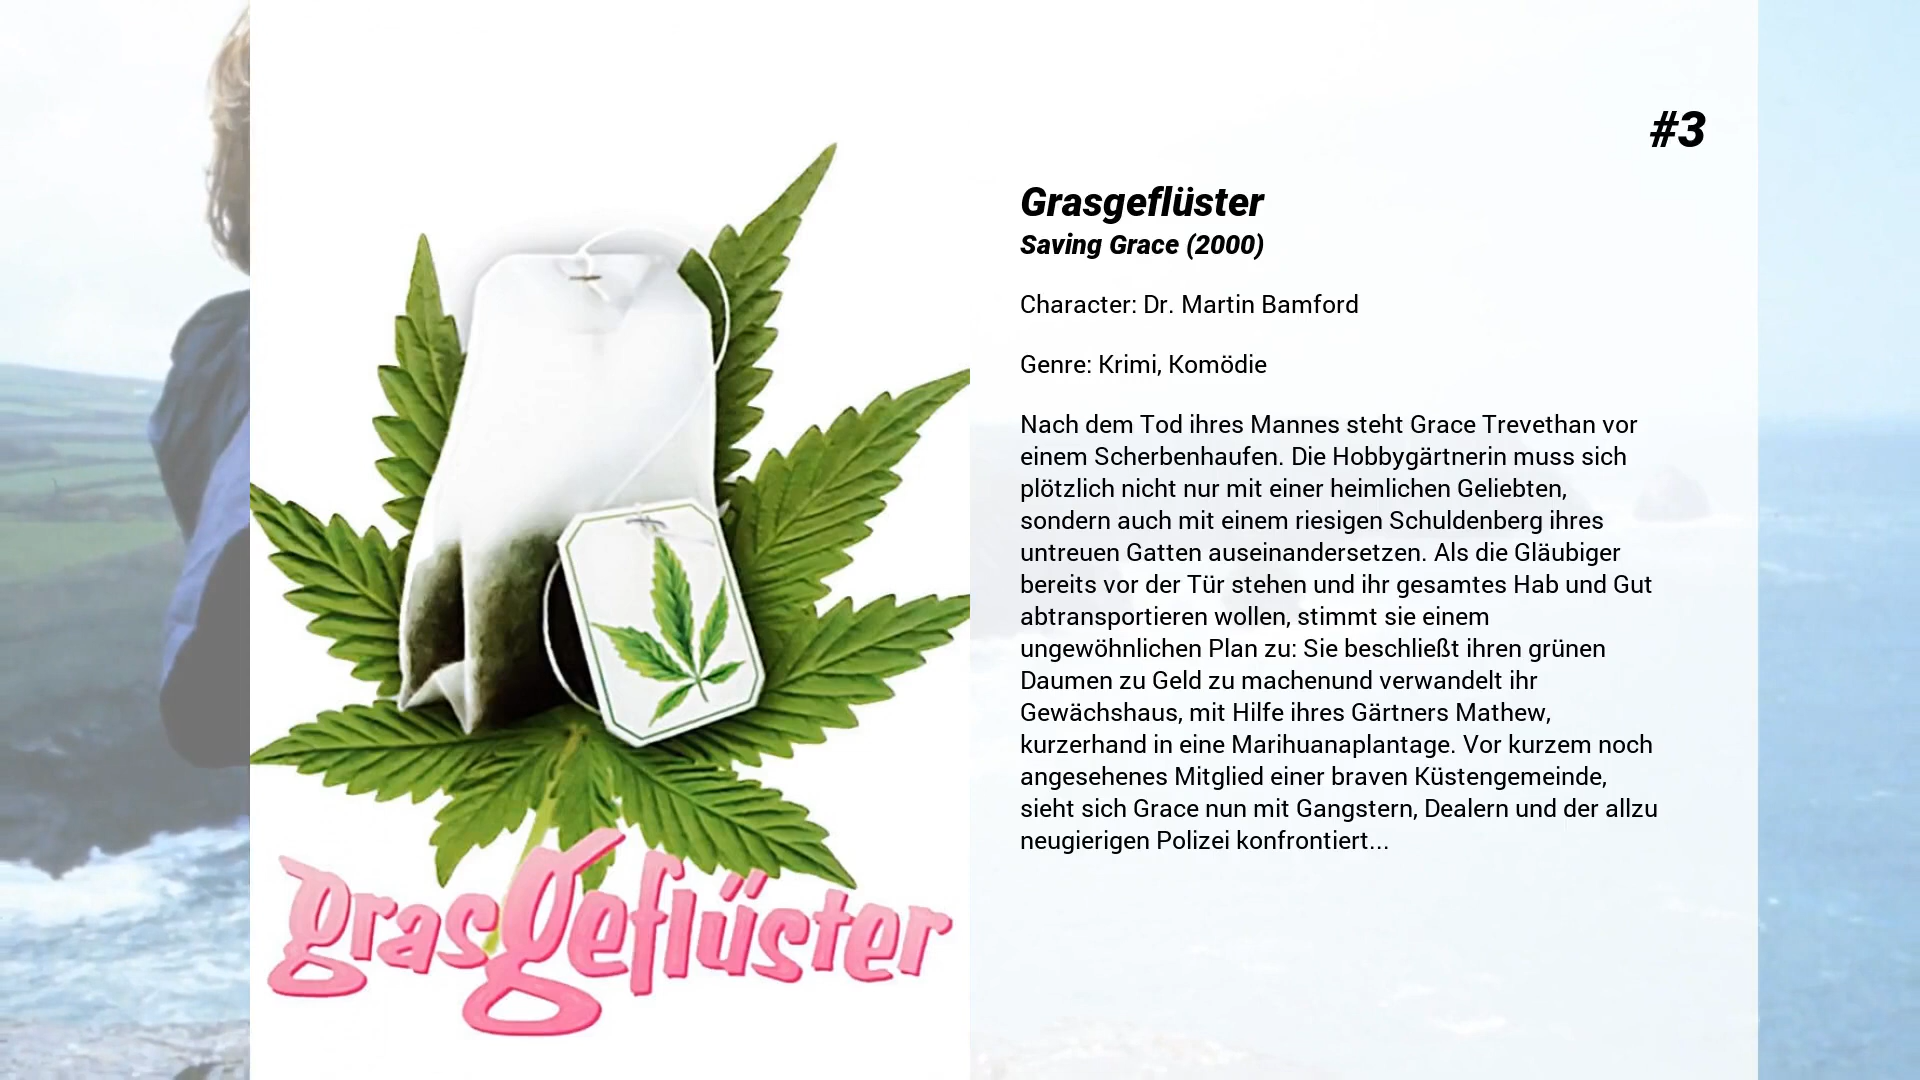 #3
Grasgeflüster
Saving Grace (2000)
Character: Dr. Martin Bamford
Genre: Krimi, Komödie
Nach dem Tod ihres Mannes steht Grace Trevethan vor
einem Scherbenhaufen. Die Hobbygärtnerin muss sich
plötzlich nicht nur mit einer heimlichen Geliebten,
sondern auch mit einem riesigen Schuldenberg ihres
untreuen Gatten auseinandersetzen. Als die Gläubiger
bereits vor der Tür stehen und ihr gesamtes Hab und Gut
abtransportieren wollen, stimmt sie einem
ungewöhnlichen Plan zu: Sie beschließt ihren grünen
Daumen zu Geld zu machenund verwandelt ihr
Gewächshaus, mit Hilfe ihres Gärtners Mathew,
kurzerhand in eine Marihuanaplantage. Vor kurzem noch
angesehenes Mitglied einer braven Küstengemeinde,
sieht sich Grace nun mit Gangstern, Dealern und der allzu
neugierigen Polizei konfrontiert...
grasgeflüster